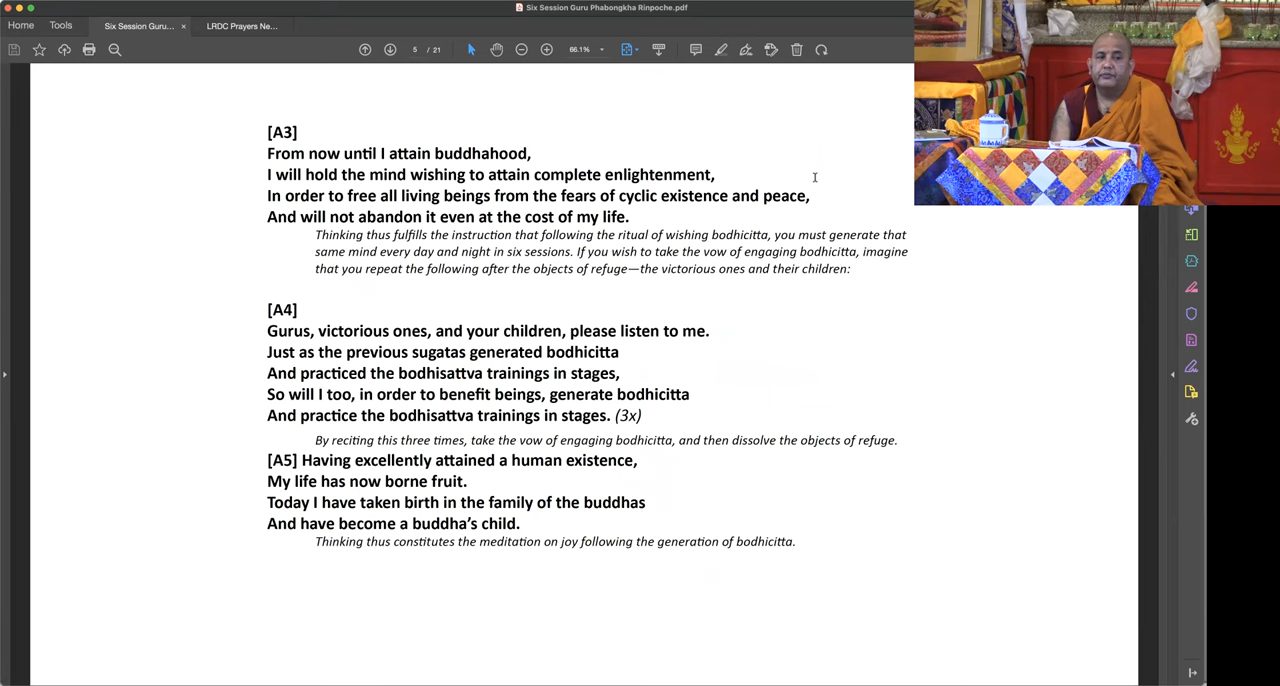 Six Session Guru Phabongkha Rinpoche.pdf
Home Tools Six Session Guru... × LRDC Prayers Ne...
5 / 21 66.1%
[A3]
From now until I attain buddhahood,
I will hold the mind wishing to attain complete enlightenment,
In order to free all living beings from the fears of cyclic existence and peace,
And will not abandon it even at the cost of my life.
Thinking thus fulfills the instruction that following the ritual of wishing bodhicitta, you must generate that
same mind every day and night in six sessions. If you wish to take the vow of engaging bodhicitta, imagine
that you repeat the following after the objects of refuge—the victorious ones and their children:
[A4]
Gurus, victorious ones, and your children, please listen to me.
Just as the previous sugatas generated bodhicitta
And practiced the bodhisattva trainings in stages,
So will I too, in order to benefit beings, generate bodhicitta
And practice the bodhisattva trainings in stages. (3x)
By reciting this three times, take the vow of engaging bodhicitta, and then dissolve the objects of refuge.
[A5] Having excellently attained a human existence,
My life has now borne fruit.
Today I have taken birth in the family of the buddhas
And have become a buddha's child.
Thinking thus constitutes the meditation on joy following the generation of bodhicitta.